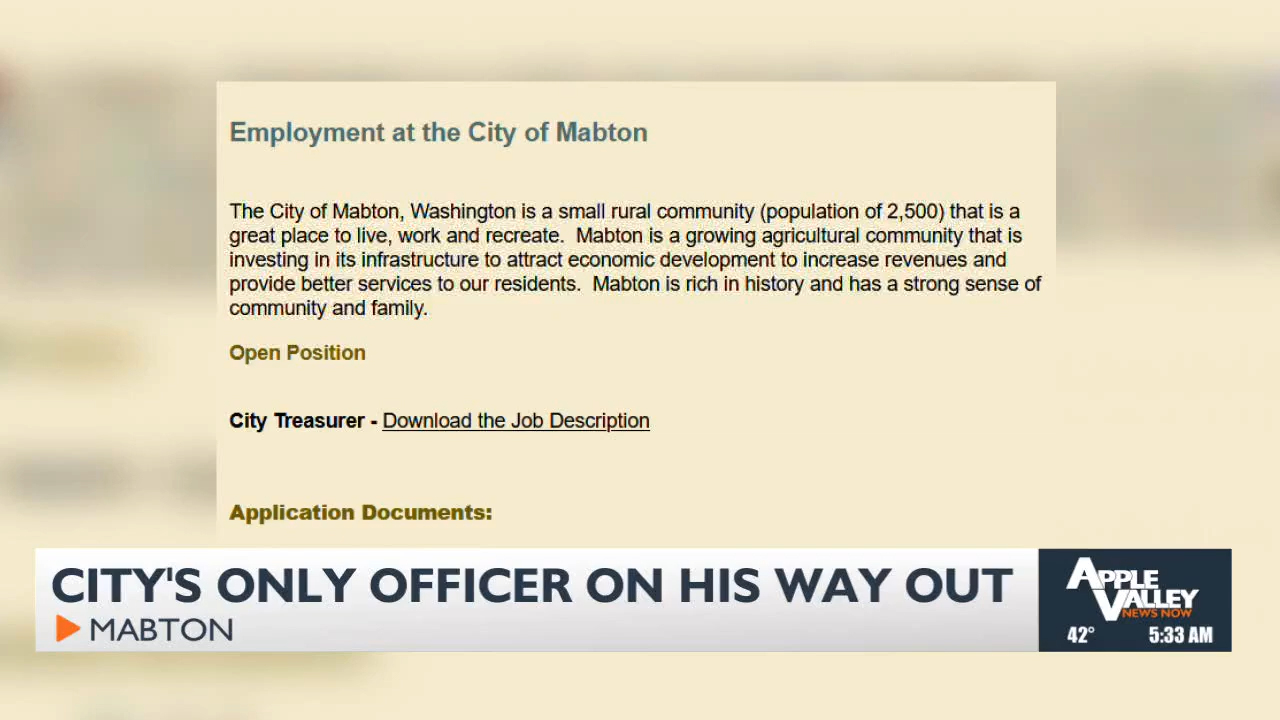 Employment at the City of Mabton
The City of Mabton, Washington is a small rural community (population of 2,500) that is a
great place to live, work and recreate.  Mabton is a growing agricultural community that is
investing in its infrastructure to attract economic development to increase revenues and
provide better services to our residents.  Mabton is rich in history and has a strong sense of
community and family.
Open Position
City Treasurer - Download the Job Description
Application Documents:
CITY'S ONLY OFFICER ON HIS WAY OUT
MABTON
APPLE
VALLEY
NEWS NOW
42° 5:33 AM